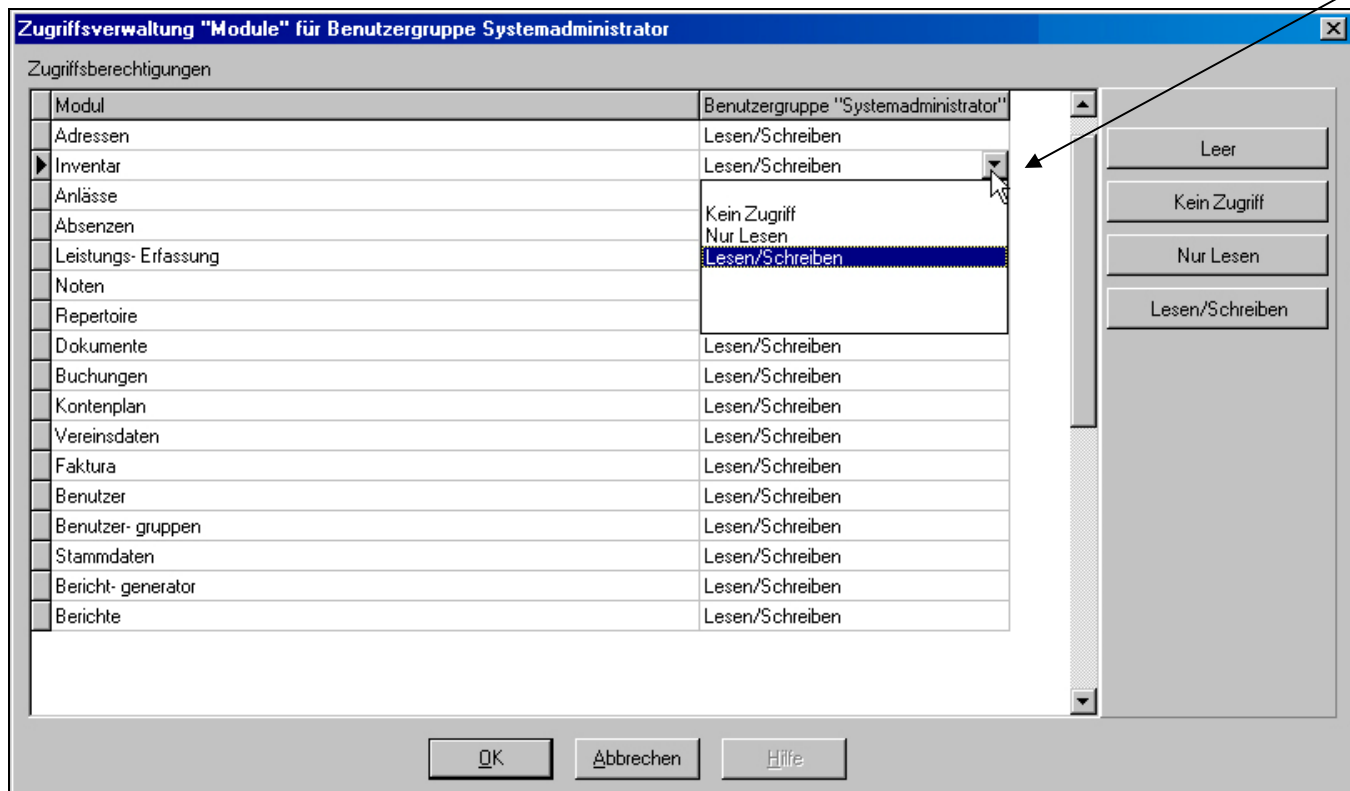 Zugriffsverwaltung "Module" für Benutzergruppe Systemadministrator
Zugriffsberechtigungen
Modul Benutzergruppe "Systemadministrator"
Adressen Lesen/Schreiben
Inventar Lesen/Schreiben
Anlässe
Absenzen
Leistungs- Erfassung
Noten
Repertoire
Kein Zugriff
Nur Lesen
Lesen/Schreiben
Dokumente Lesen/Schreiben
Buchungen Lesen/Schreiben
Kontenplan Lesen/Schreiben
Vereinsdaten Lesen/Schreiben
Faktura Lesen/Schreiben
Benutzer Lesen/Schreiben
Benutzer- gruppen Lesen/Schreiben
Stammdaten Lesen/Schreiben
Bericht- generator Lesen/Schreiben
Berichte Lesen/Schreiben
Leer
Kein Zugriff
Nur Lesen
Lesen/Schreiben
OK Abbrechen Hilfe